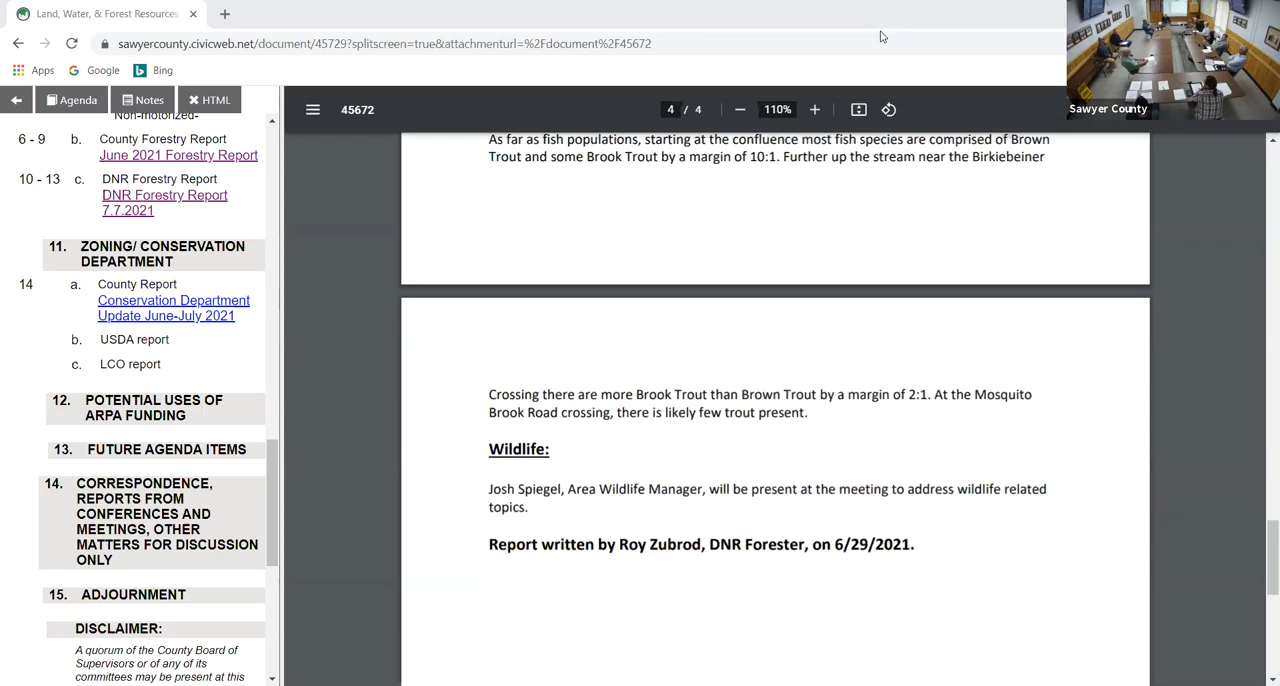 Land, Water, & Forest Resources
sawyercounty.civicweb.net/document/45729?splitscreen=true&attachmenturl=%2Fdocument%2F45672
Apps
Google
Bing
Agenda
Notes
HTML
45672
4 / 4
110%
Sawyer County
Non-motorized-
6 - 9 b. County Forestry Report
June 2021 Forestry Report
10 - 13 c. DNR Forestry Report
DNR Forestry Report
7.7.2021
11. ZONING/ CONSERVATION
DEPARTMENT
14 a. County Report
Conservation Department
Update June-July 2021
b. USDA report
c. LCO report
12. POTENTIAL USES OF
ARPA FUNDING
13. FUTURE AGENDA ITEMS
14. CORRESPONDENCE,
REPORTS FROM
CONFERENCES AND
MEETINGS, OTHER
MATTERS FOR DISCUSSION
ONLY
15. ADJOURNMENT
DISCLAIMER:
A quorum of the County Board of
Supervisors or of any of its
committees may be present at this
As far as fish populations, starting at the confluence most fish species are comprised of Brown
Trout and some Brook Trout by a margin of 10:1. Further up the stream near the Birkiebeiner
Crossing there are more Brook Trout than Brown Trout by a margin of 2:1. At the Mosquito
Brook Road crossing, there is likely few trout present.
Wildlife:
Josh Spiegel, Area Wildlife Manager, will be present at the meeting to address wildlife related
topics.
Report written by Roy Zubrod, DNR Forester, on 6/29/2021.